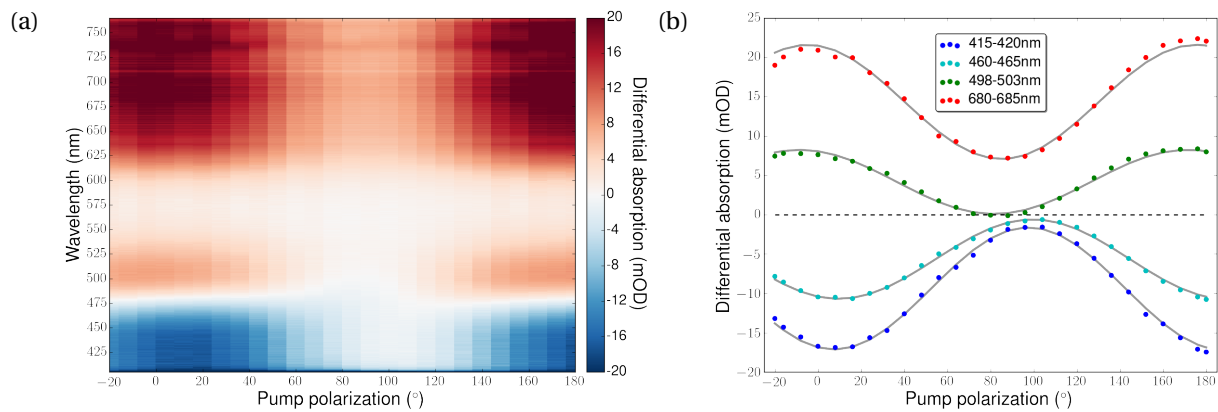 (a)
750
725
700
675
650
625
600
575
550
525
500
475
450
425
Wavelength (nm)
−20 0 20 40 60 80 100 120 140 160 180
Pump polarization (°)
20
16
12
8
4
0
-4
-8
-12
-16
-20
Differential absorption (mOD)
(b)
25
20
15
10
5
0
−5
−10
−15
−20
Differential absorption (mOD)
415-420nm
460-465nm
498-503nm
680-685nm
−20 0 20 40 60 80 100 120 140 160 180
Pump polarization (°)